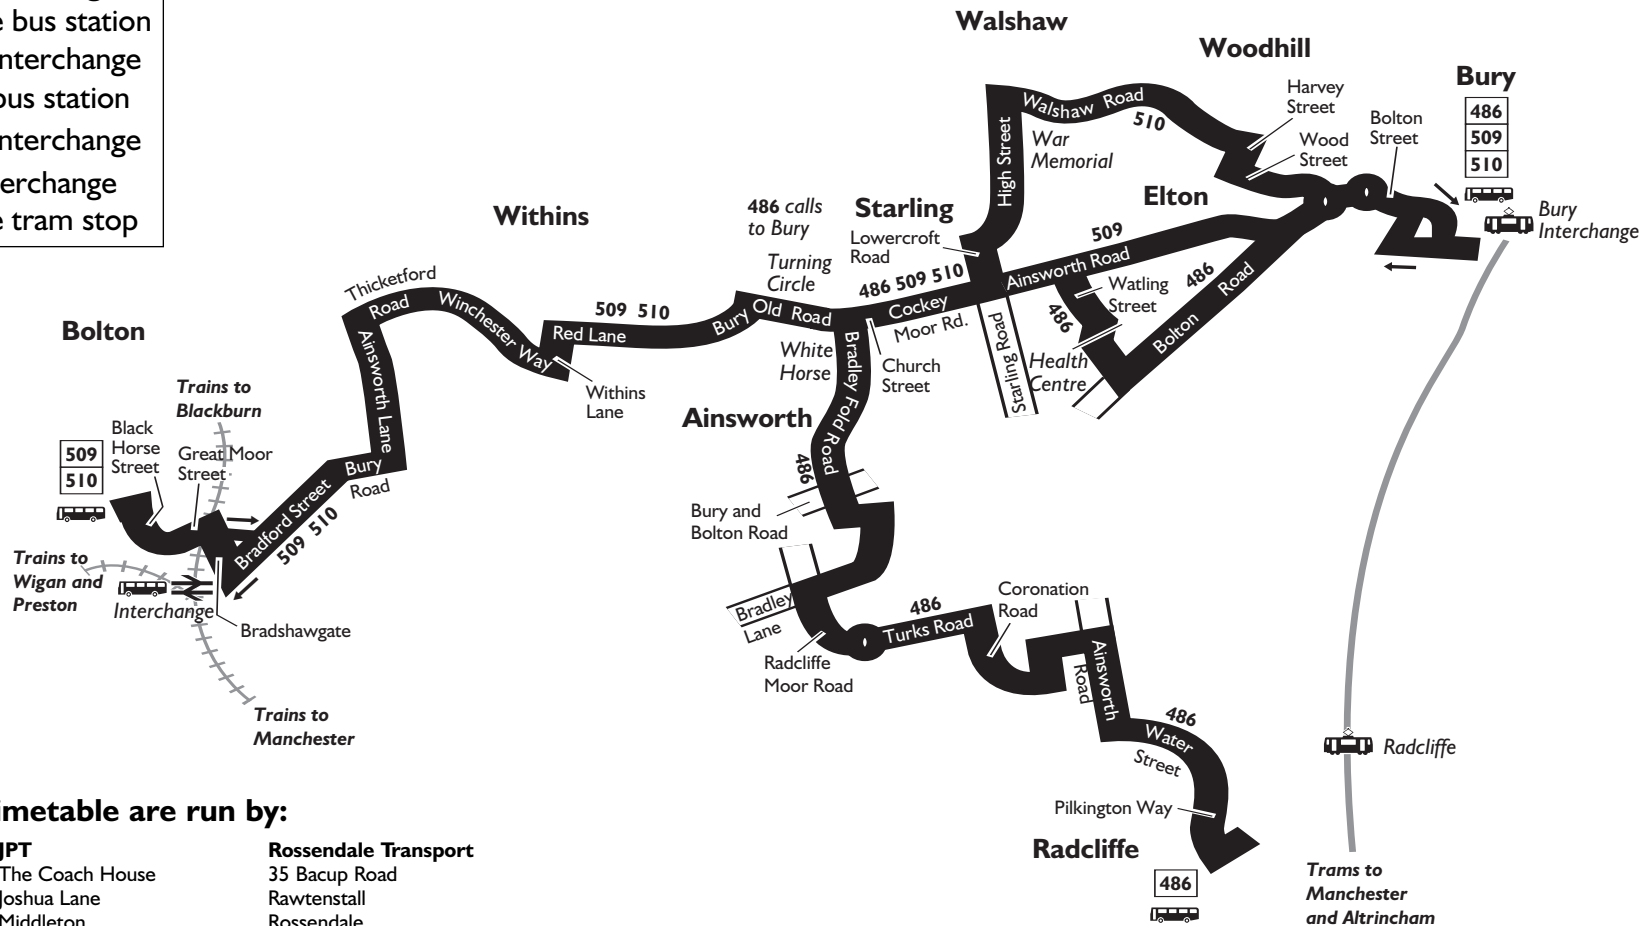 e bus station
nterchange
bus station
nterchange
erchange
e tram stop
Walshaw
Woodhill
Bury
486
509
510
Harvey
Street
Bolton
Street
Wood
Street
Walshaw Road
510
High Street
War
Memorial
Bury
Interchange
Elton
Starling
Lowercroft
Road
486 calls
to Bury
Turning
Circle
Withins
509
Ainsworth Road
486 509 510
Cockey
Moor Rd.
Watling
Street
486
Bolton
Road
486
Health
Centre
Starling Road
Church
Street
Thicketford
Road
Winchester Way
509 510
Red Lane
Bury Old Road
White
Horse
Withins
Lane
Bolton
Ainsworth Lane
Trains to
Blackburn
Black
Horse
Street
Great Moor
Street
509
510
Bury
Road
Bradford Street
509 510
Trains to
Wigan and
Preston
Interchange
Bradshawgate
Trains to
Manchester
Ainsworth
Bradley Fold Road
486
Bury and
Bolton Road
Bradley
Lane
Radcliffe
Moor Road
486
Turks Road
Coronation
Road
Ainsworth
Road
486
Water
Street
Pilkington Way
Radcliffe
486
Radcliffe
Trams to
Manchester
and Altrincham
imetable are run by:
JPT
The Coach House
Joshua Lane
Middleton
Rossendale Transport
35 Bacup Road
Rawtenstall
Rossendale